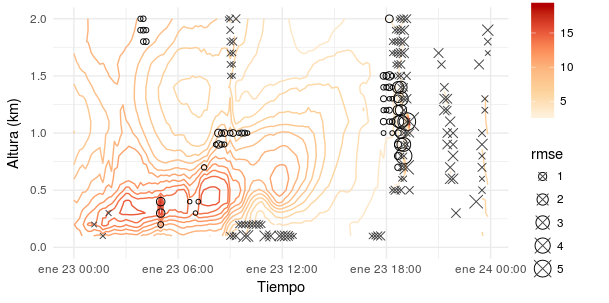 2.0
1.5
1.0
0.5
0.0
Altura (km)
ene 23 00:00
ene 23 06:00
ene 23 12:00
ene 23 18:00
ene 24 00:00
Tiempo
15
10
5
rmse
1
2
3
4
5